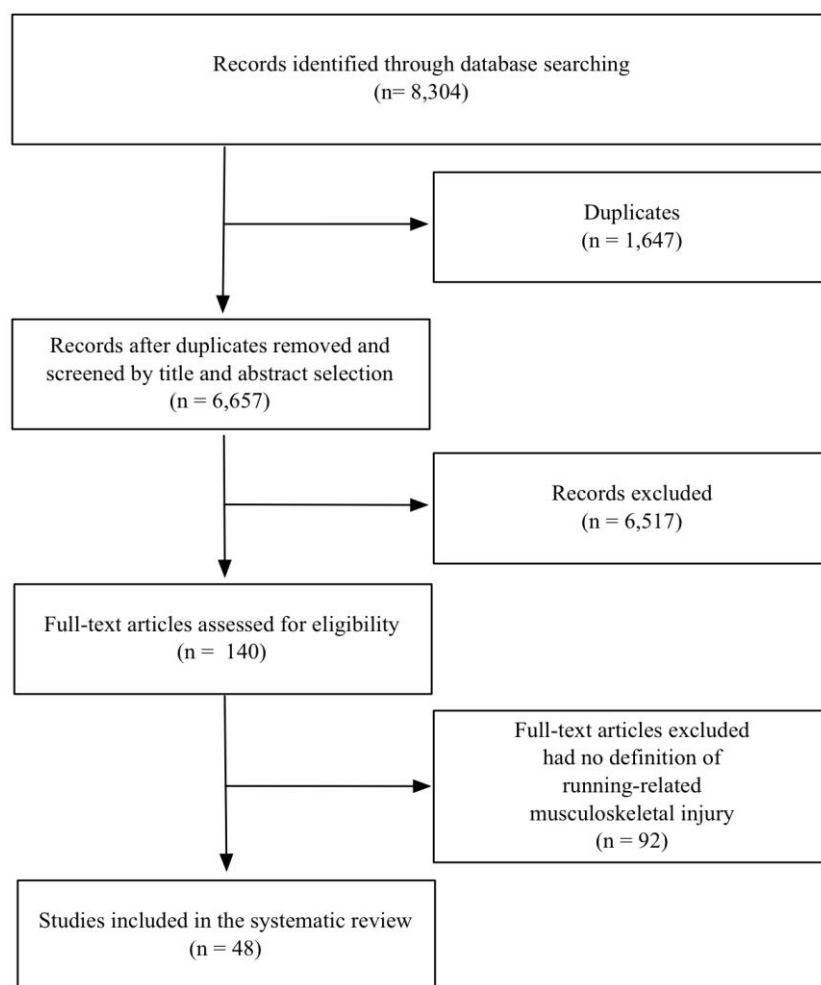 Records identified through database searching
(n= 8,304)
Duplicates
(n = 1,647)
Records after duplicates removed and
screened by title and abstract selection
(n = 6,657)
Records excluded
(n = 6,517)
Full-text articles assessed for eligibility
(n =  140)
Full-text articles excluded
had no definition of
running-related
musculoskeletal injury
(n = 92)
Studies included in the systematic review
(n = 48)